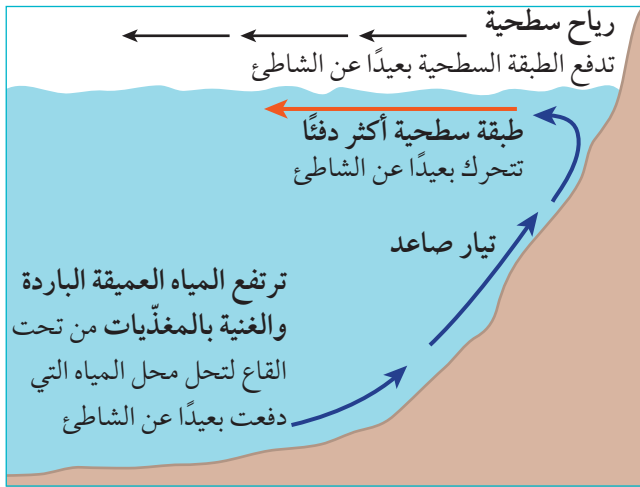 رياح سطحية
تدفع الطبقة السطحية بعيدًا عن الشاطئ
طبقة سطحية أكثر دفئًا
تتحرك بعيدًا عن الشاطئ
تيار صاعد
ترتفع المياه العميقة الباردة
والغنية بالمغذّيات من تحت
القاع لتحل محل المياه التي
دفعت بعيدًا عن الشاطئ